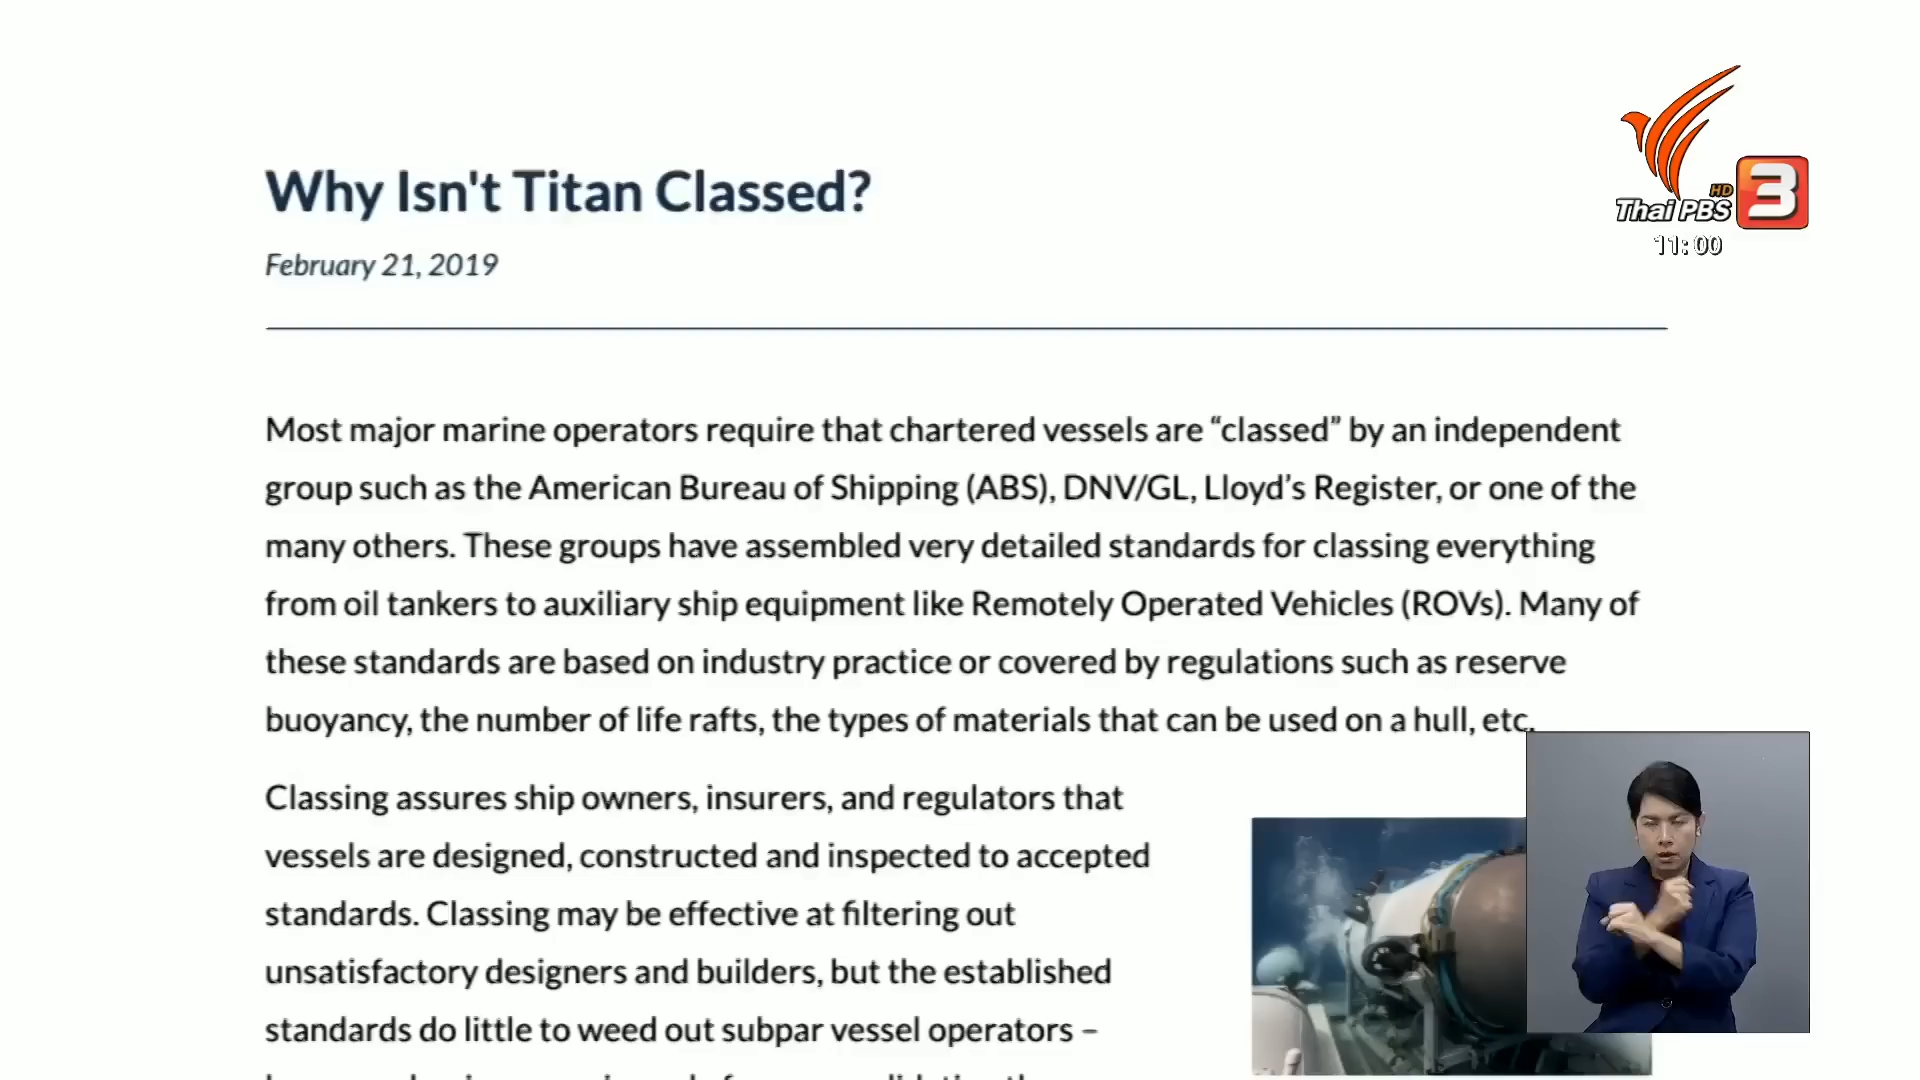 Why Isn't Titan Classed?
February 21, 2019
HD
Thai PBS
3
11:00
Most major marine operators require that chartered vessels are “classed” by an independent
group such as the American Bureau of Shipping (ABS), DNV/GL, Lloyd’s Register, or one of the
many others. These groups have assembled very detailed standards for classing everything
from oil tankers to auxiliary ship equipment like Remotely Operated Vehicles (ROVs). Many of
these standards are based on industry practice or covered by regulations such as reserve
buoyancy, the number of life rafts, the types of materials that can be used on a hull, etc.
Classing assures ship owners, insurers, and regulators that
vessels are designed, constructed and inspected to accepted
standards. Classing may be effective at filtering out
unsatisfactory designers and builders, but the established
standards do little to weed out subpar vessel operators –